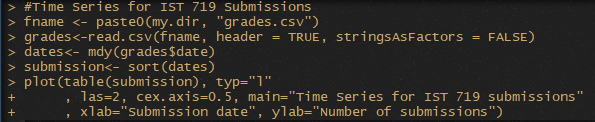 > #Time Series for IST 719 Submissions
> fname <- paste0(my.dir, "grades.csv")
> grades<-read.csv(fname, header = TRUE, stringsAsFactors = FALSE)
> dates<- mdy(grades$date)
> submission<- sort(dates)
> plot(table(submission), typ="l"
+      , las=2, cex.axis=0.5, main="Time Series for IST 719 submissions"
+      , xlab="Submission date", ylab="Number of submissions")